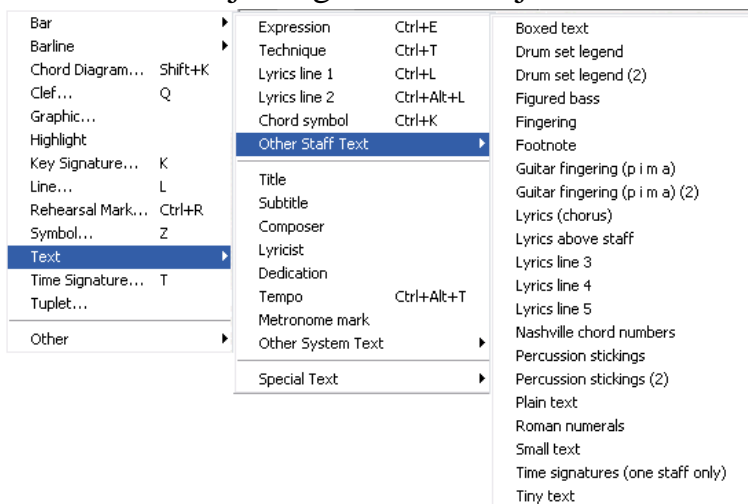 Bar
Barline
Chord Diagram... Shift+K
Clef... Q
Graphic...
Highlight
Key Signature... K
Line... L
Rehearsal Mark... Ctrl+R
Symbol... Z
Text
Time Signature... T
Tuplet...
Other
Expression Ctrl+E
Technique Ctrl+T
Lyrics line 1 Ctrl+L
Lyrics line 2 Ctrl+Alt+L
Chord symbol Ctrl+K
Other Staff Text
Title
Subtitle
Composer
Lyricist
Dedication
Tempo Ctrl+Alt+T
Metronome mark
Other System Text
Special Text
Boxed text
Drum set legend
Drum set legend (2)
Figured bass
Fingering
Footnote
Guitar fingering (p i m a)
Guitar fingering (p i m a) (2)
Lyrics (chorus)
Lyrics above staff
Lyrics line 3
Lyrics line 4
Lyrics line 5
Nashville chord numbers
Percussion stickings
Percussion stickings (2)
Plain text
Roman numerals
Small text
Time signatures (one staff only)
Tiny text